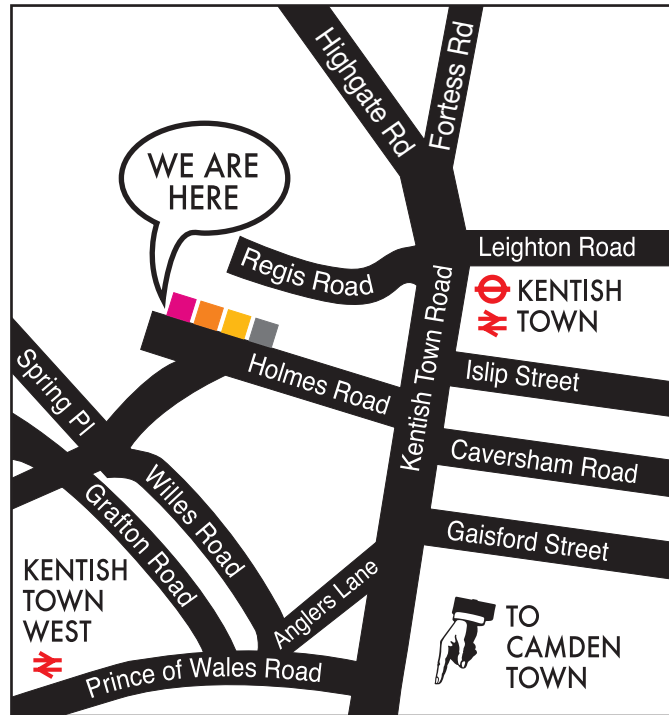 Highgate Rd
Fortess Rd
WE ARE
HERE
Leighton Road
Regis Road
KENTISH
TOWN
Kentish Town Road
Islip Street
Holmes Road
Spring Pl
Caversham Road
Willes Road
Grafton Road
Gaisford Street
KENTISH
TOWN
WEST
Anglers Lane
TO
CAMDEN
TOWN
Prince of Wales Road